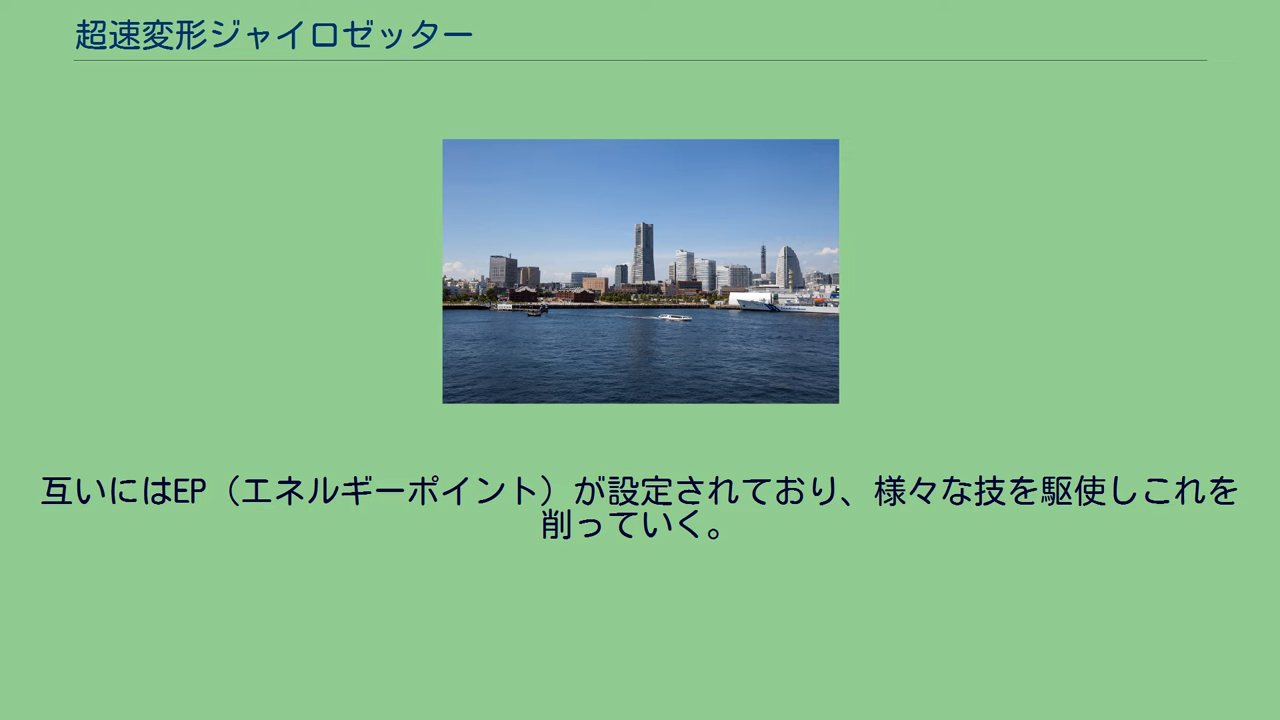 超速変形ジャイロゼッター
互いにはEP（エネルギーポイント）が設定されており、様々な技を駆使しこれを
削っていく。